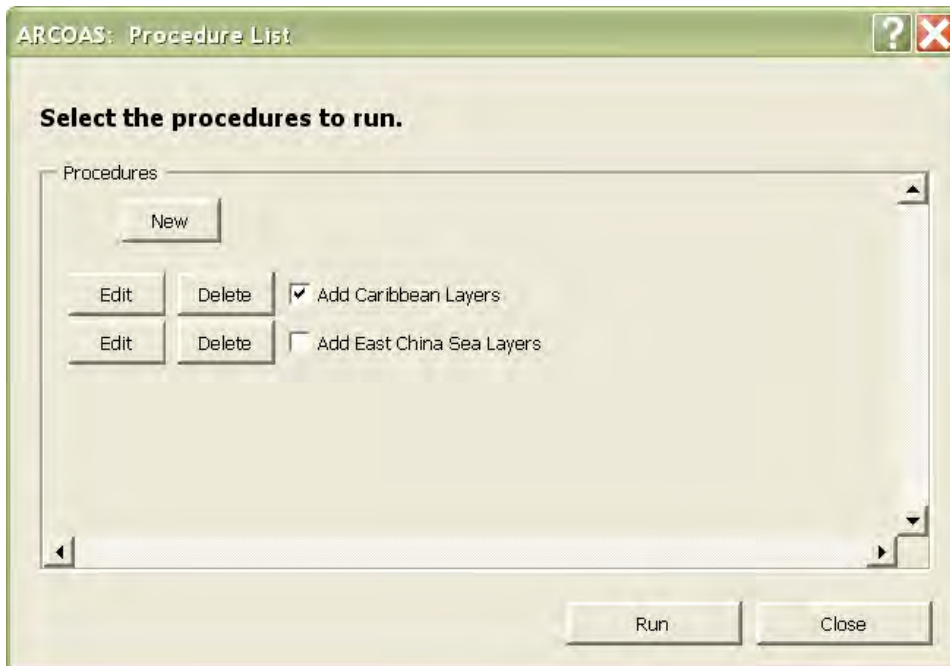 ARCOAS: Procedure List
Select the procedures to run.
Procedures
New
Edit Delete Add Caribbean Layers
Edit Delete Add East China Sea Layers
Run Close